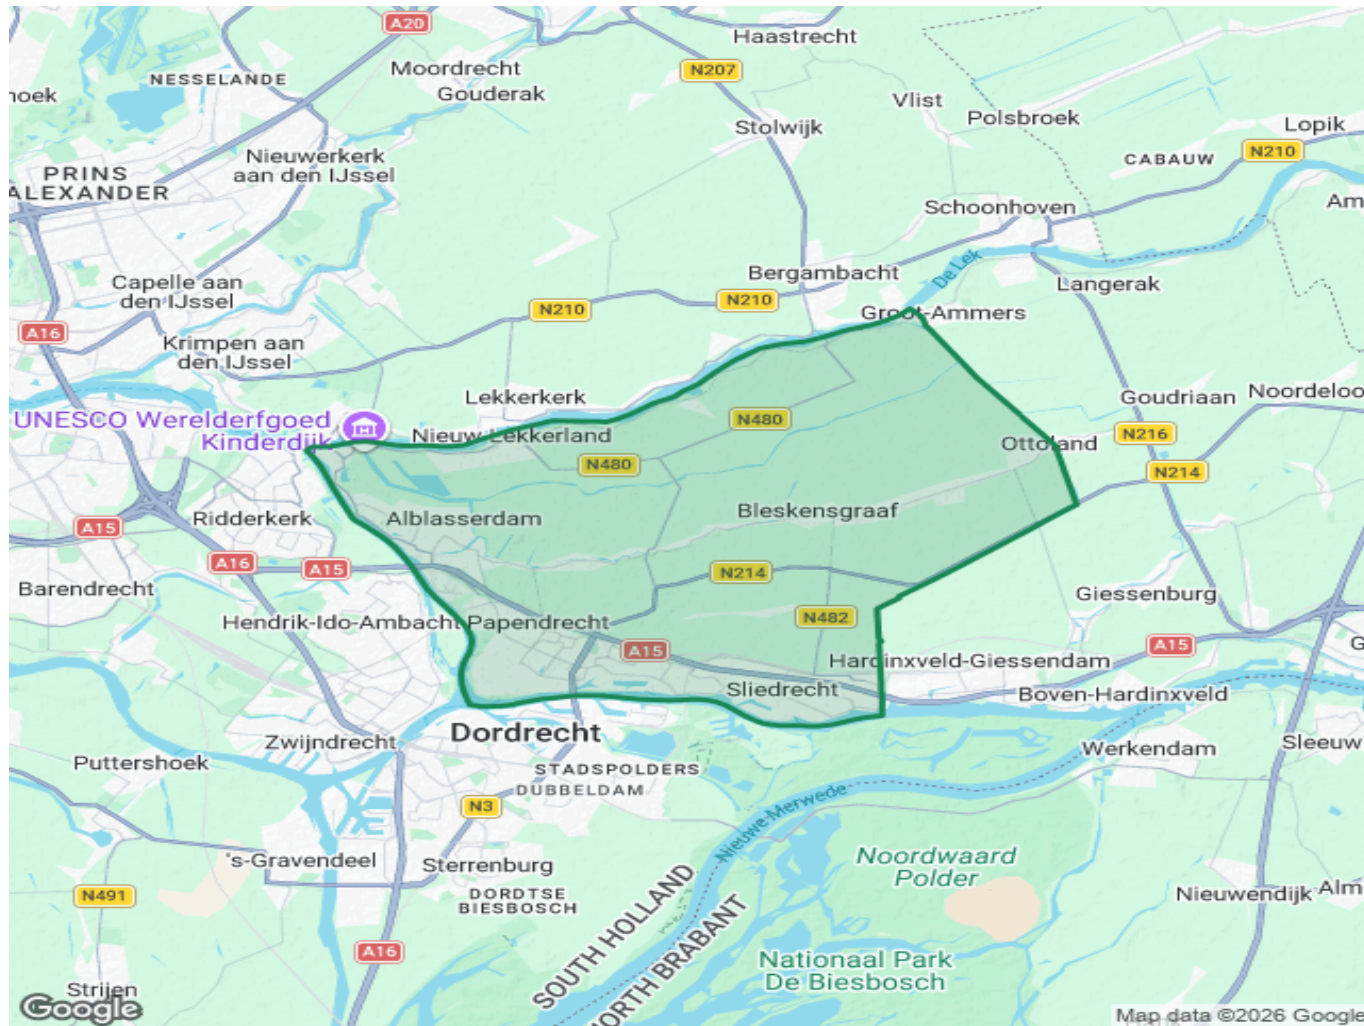 A20
Haastrecht
NESSELANDE
Moordrecht
N207
hoek
Gouderak
Vlist
Polsbroek
Stolwijk
Lopik
Nieuwerkerk
aan den IJssel
N210
CABAUW
PRINS
ALEXANDER
Am
Schoonhoven
De Lek
Bergambacht
Langerak
Capelle aan
den IJssel
N210
N210
Groot-Ammers
A16
Krimpen aan
den IJssel
Lekkerkerk
Goudriaan
Noordeloo
UNESCO Werelderfgoed
Kinderdijk
N480
Nieuw-Lekkerland
N216
Ottoland
N480
N214
Bleskensgraaf
Ridderkerk
Alblasserdam
A15
A16
A15
N214
Barendrecht
Giessenburg
Hendrik-Ido-Ambacht
Papendrecht
N482
A15
A15
G
Hardinxveld-Giessendam
Sliedrecht
Boven-Hardinxveld
Dordrecht
Zwijndrecht
Werkendam
Sleeuw
Puttershoek
STADSPOLDERS
DUBBELDAM
N3
Nieuwe Merwede
's-Gravendeel
Sterrenburg
Noordwaard
Polder
N491
DORDTSE
BIESBOSCH
Nieuwendijk
Alm
SOUTH HOLLAND
NORTH BRABANT
A16
Nationaal Park
De Biesbosch
Strijen
Google
Map data ©2026 Google